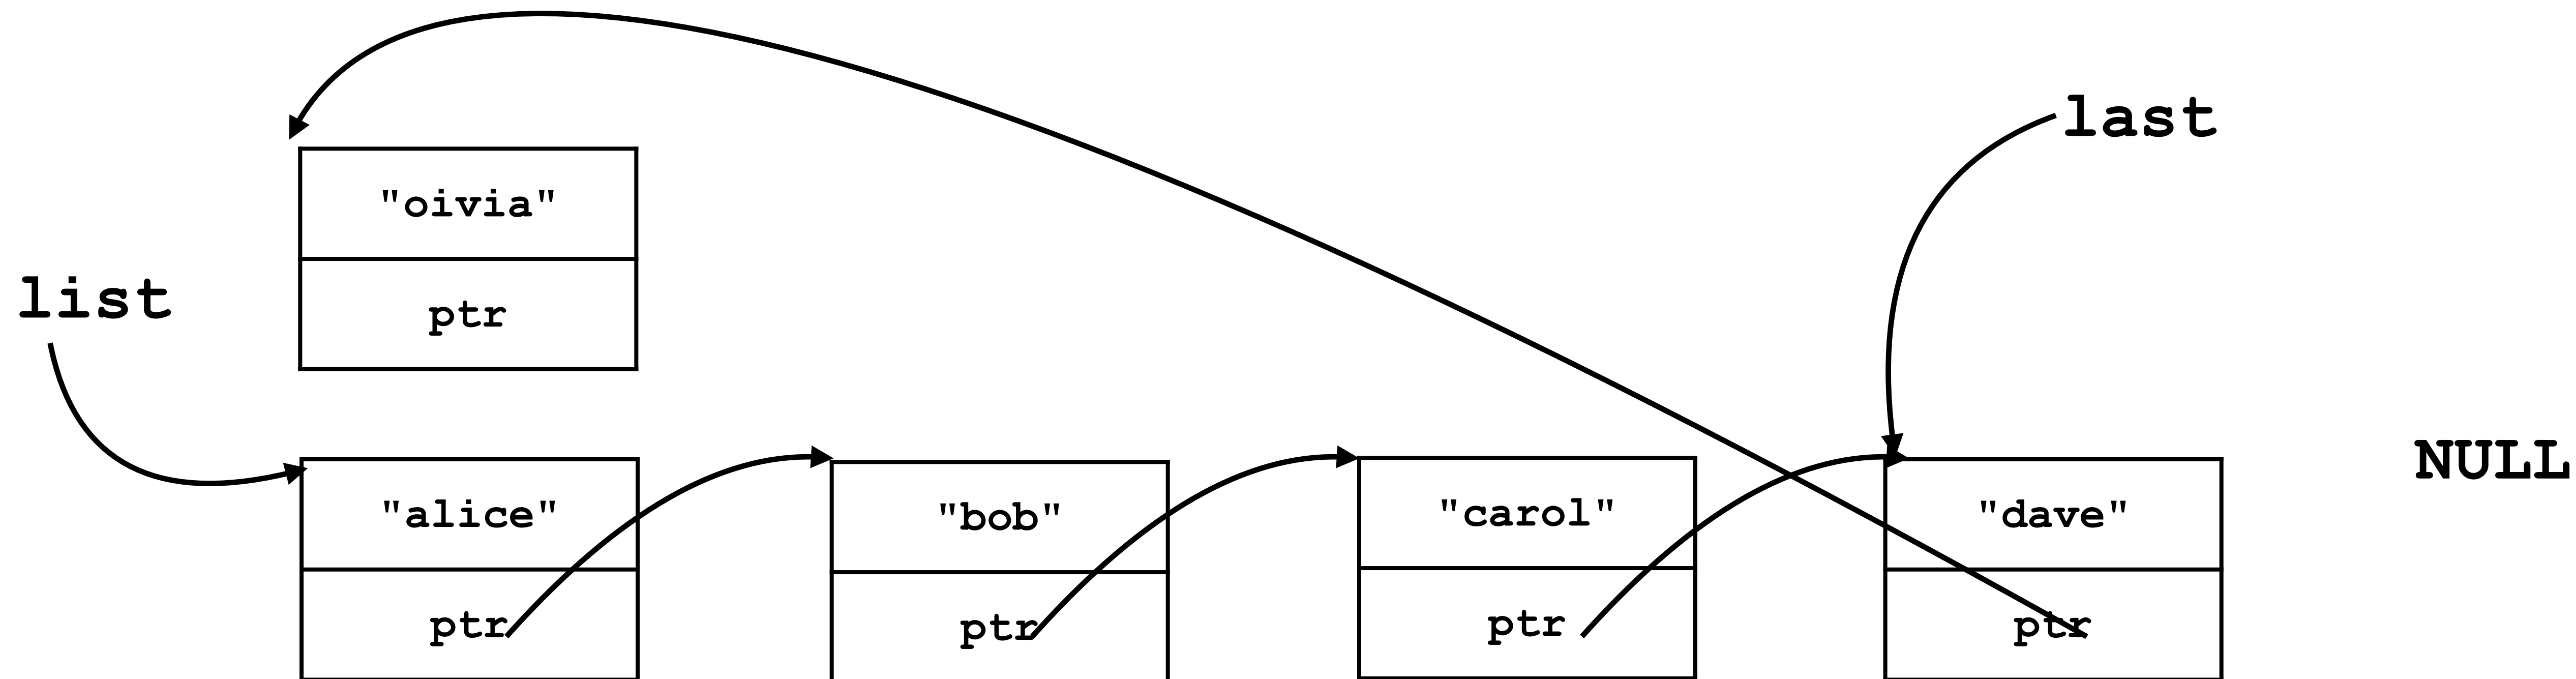 last
"oivia"
list
ptr
NULL
"alice"
"bob"
"carol"
"dave"
ptr
ptr
ptr
ptr